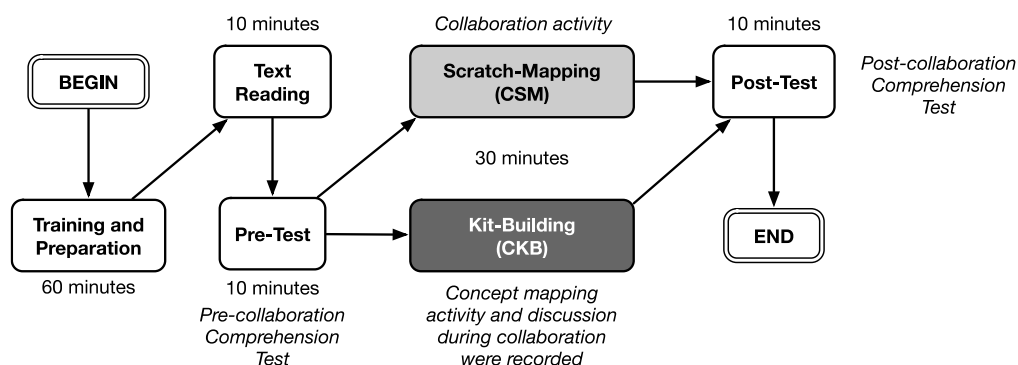 BEGIN
Training and
Preparation
60 minutes
10 minutes
Text
Reading
Pre-Test
10 minutes
Pre-collaboration
Comprehension
Test
Collaboration activity
Scratch-Mapping
(CSM)
30 minutes
Kit-Building
(CKB)
Concept mapping
activity and discussion
during collaboration
were recorded
10 minutes
Post-Test
Post-collaboration
Comprehension
Test
END